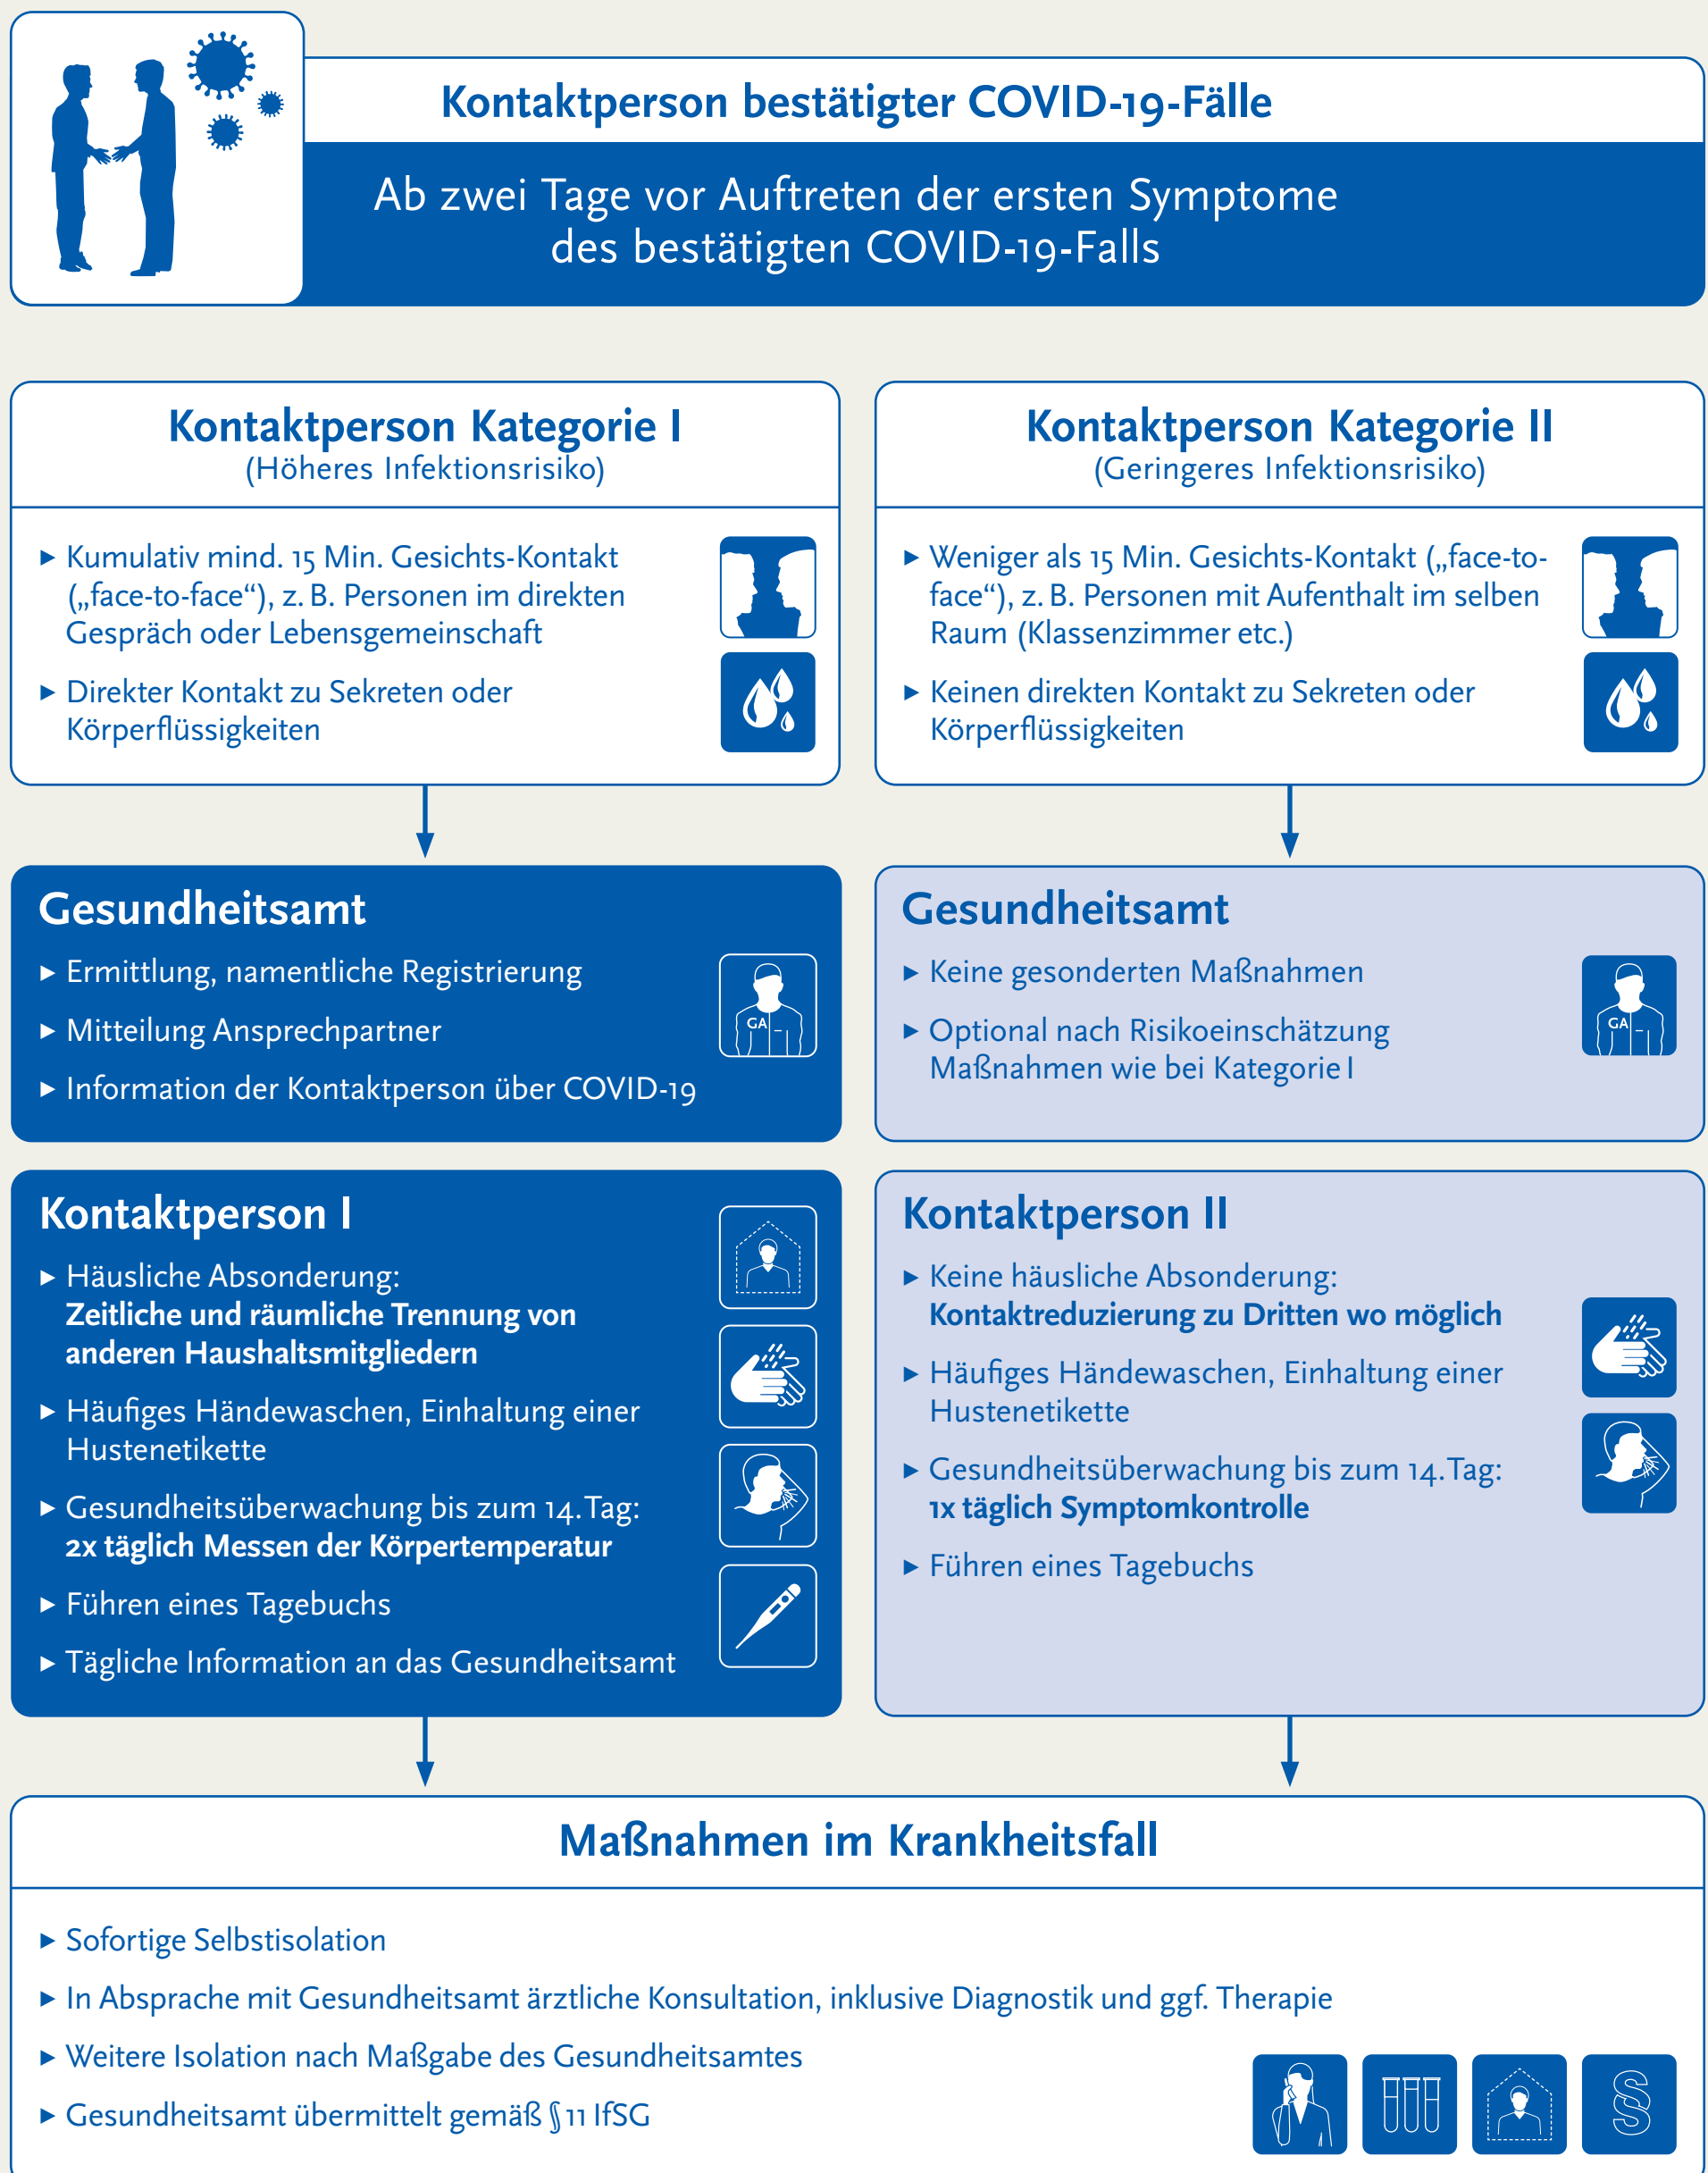 Kontaktperson bestätigter COVID-19-Fälle
Ab zwei Tage vor Auftreten der ersten Symptome
des bestätigten COVID-19-Falls
Kontaktperson Kategorie I
(Höheres Infektionsrisiko)
► Kumulativ mind. 15 Min. Gesichts-Kontakt
(„face-to-face“), z. B. Personen im direkten
Gespräch oder Lebensgemeinschaft
► Direkter Kontakt zu Sekreten oder
Körperflüssigkeiten
Kontaktperson Kategorie II
(Geringeres Infektionsrisiko)
► Weniger als 15 Min. Gesichts-Kontakt („face-to-
face“), z. B. Personen mit Aufenthalt im selben
Raum (Klassenzimmer etc.)
► Keinen direkten Kontakt zu Sekreten oder
Körperflüssigkeiten
Gesundheitsamt
► Ermittlung, namentliche Registrierung
► Mitteilung Ansprechpartner
► Information der Kontaktperson über COVID-19
GA
Gesundheitsamt
► Keine gesonderten Maßnahmen
► Optional nach Risikoeinschätzung
Maßnahmen wie bei Kategorie I
GA
Kontaktperson I
► Häusliche Absonderung:
Zeitliche und räumliche Trennung von
anderen Haushaltsmitgliedern
► Häufiges Händewaschen, Einhaltung einer
Hustenetikette
► Gesundheitsüberwachung bis zum 14. Tag:
2x täglich Messen der Körpertemperatur
► Führen eines Tagebuchs
► Tägliche Information an das Gesundheitsamt
Kontaktperson II
► Keine häusliche Absonderung:
Kontaktreduzierung zu Dritten wo möglich
► Häufiges Händewaschen, Einhaltung einer
Hustenetikette
► Gesundheitsüberwachung bis zum 14. Tag:
1x täglich Symptomkontrolle
► Führen eines Tagebuchs
Maßnahmen im Krankheitsfall
► Sofortige Selbstisolation
► In Absprache mit Gesundheitsamt ärztliche Konsultation, inklusive Diagnostik und ggf. Therapie
► Weitere Isolation nach Maßgabe des Gesundheitsamtes
► Gesundheitsamt übermittelt gemäß § 11 IfSG
§